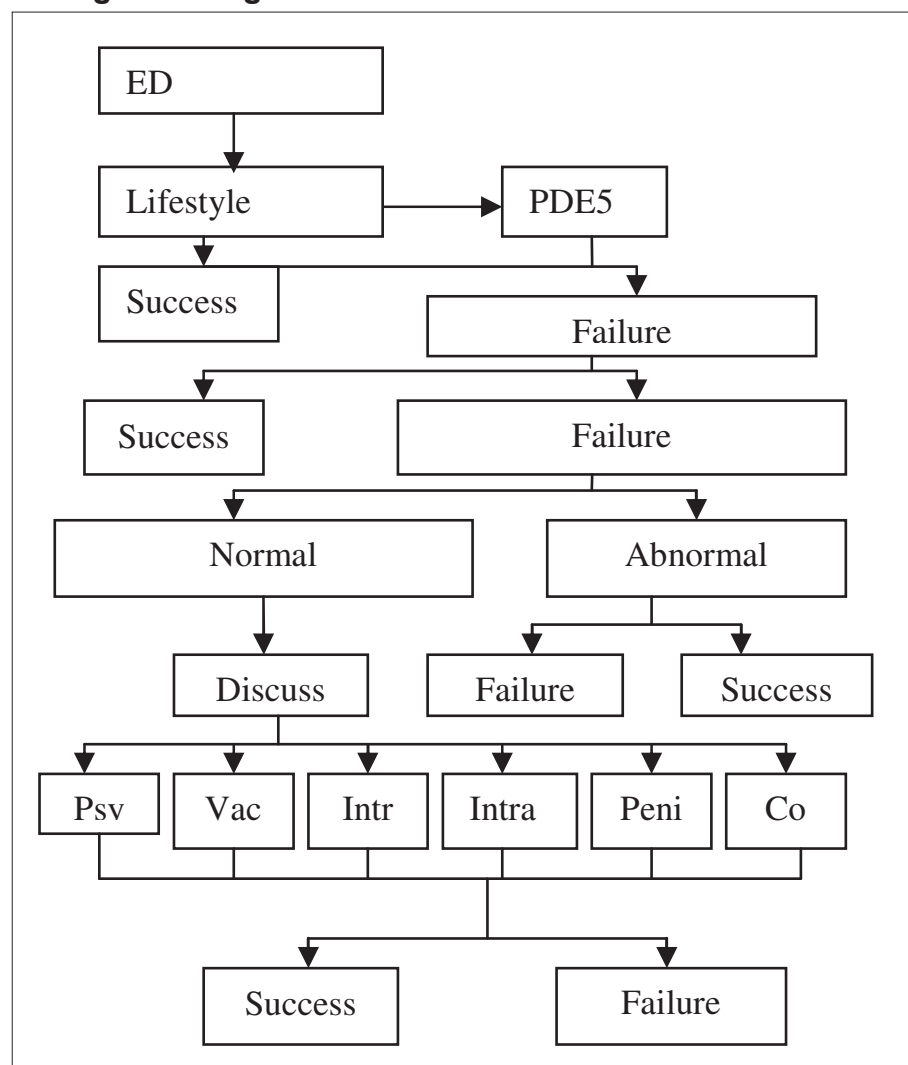 ED
Lifestyle
PDE5
Success
Failure
Success
Failure
Normal
Abnormal
Discuss
Failure
Success
Psv
Vac
Intr
Intra
Peni
Co
Success
Failure